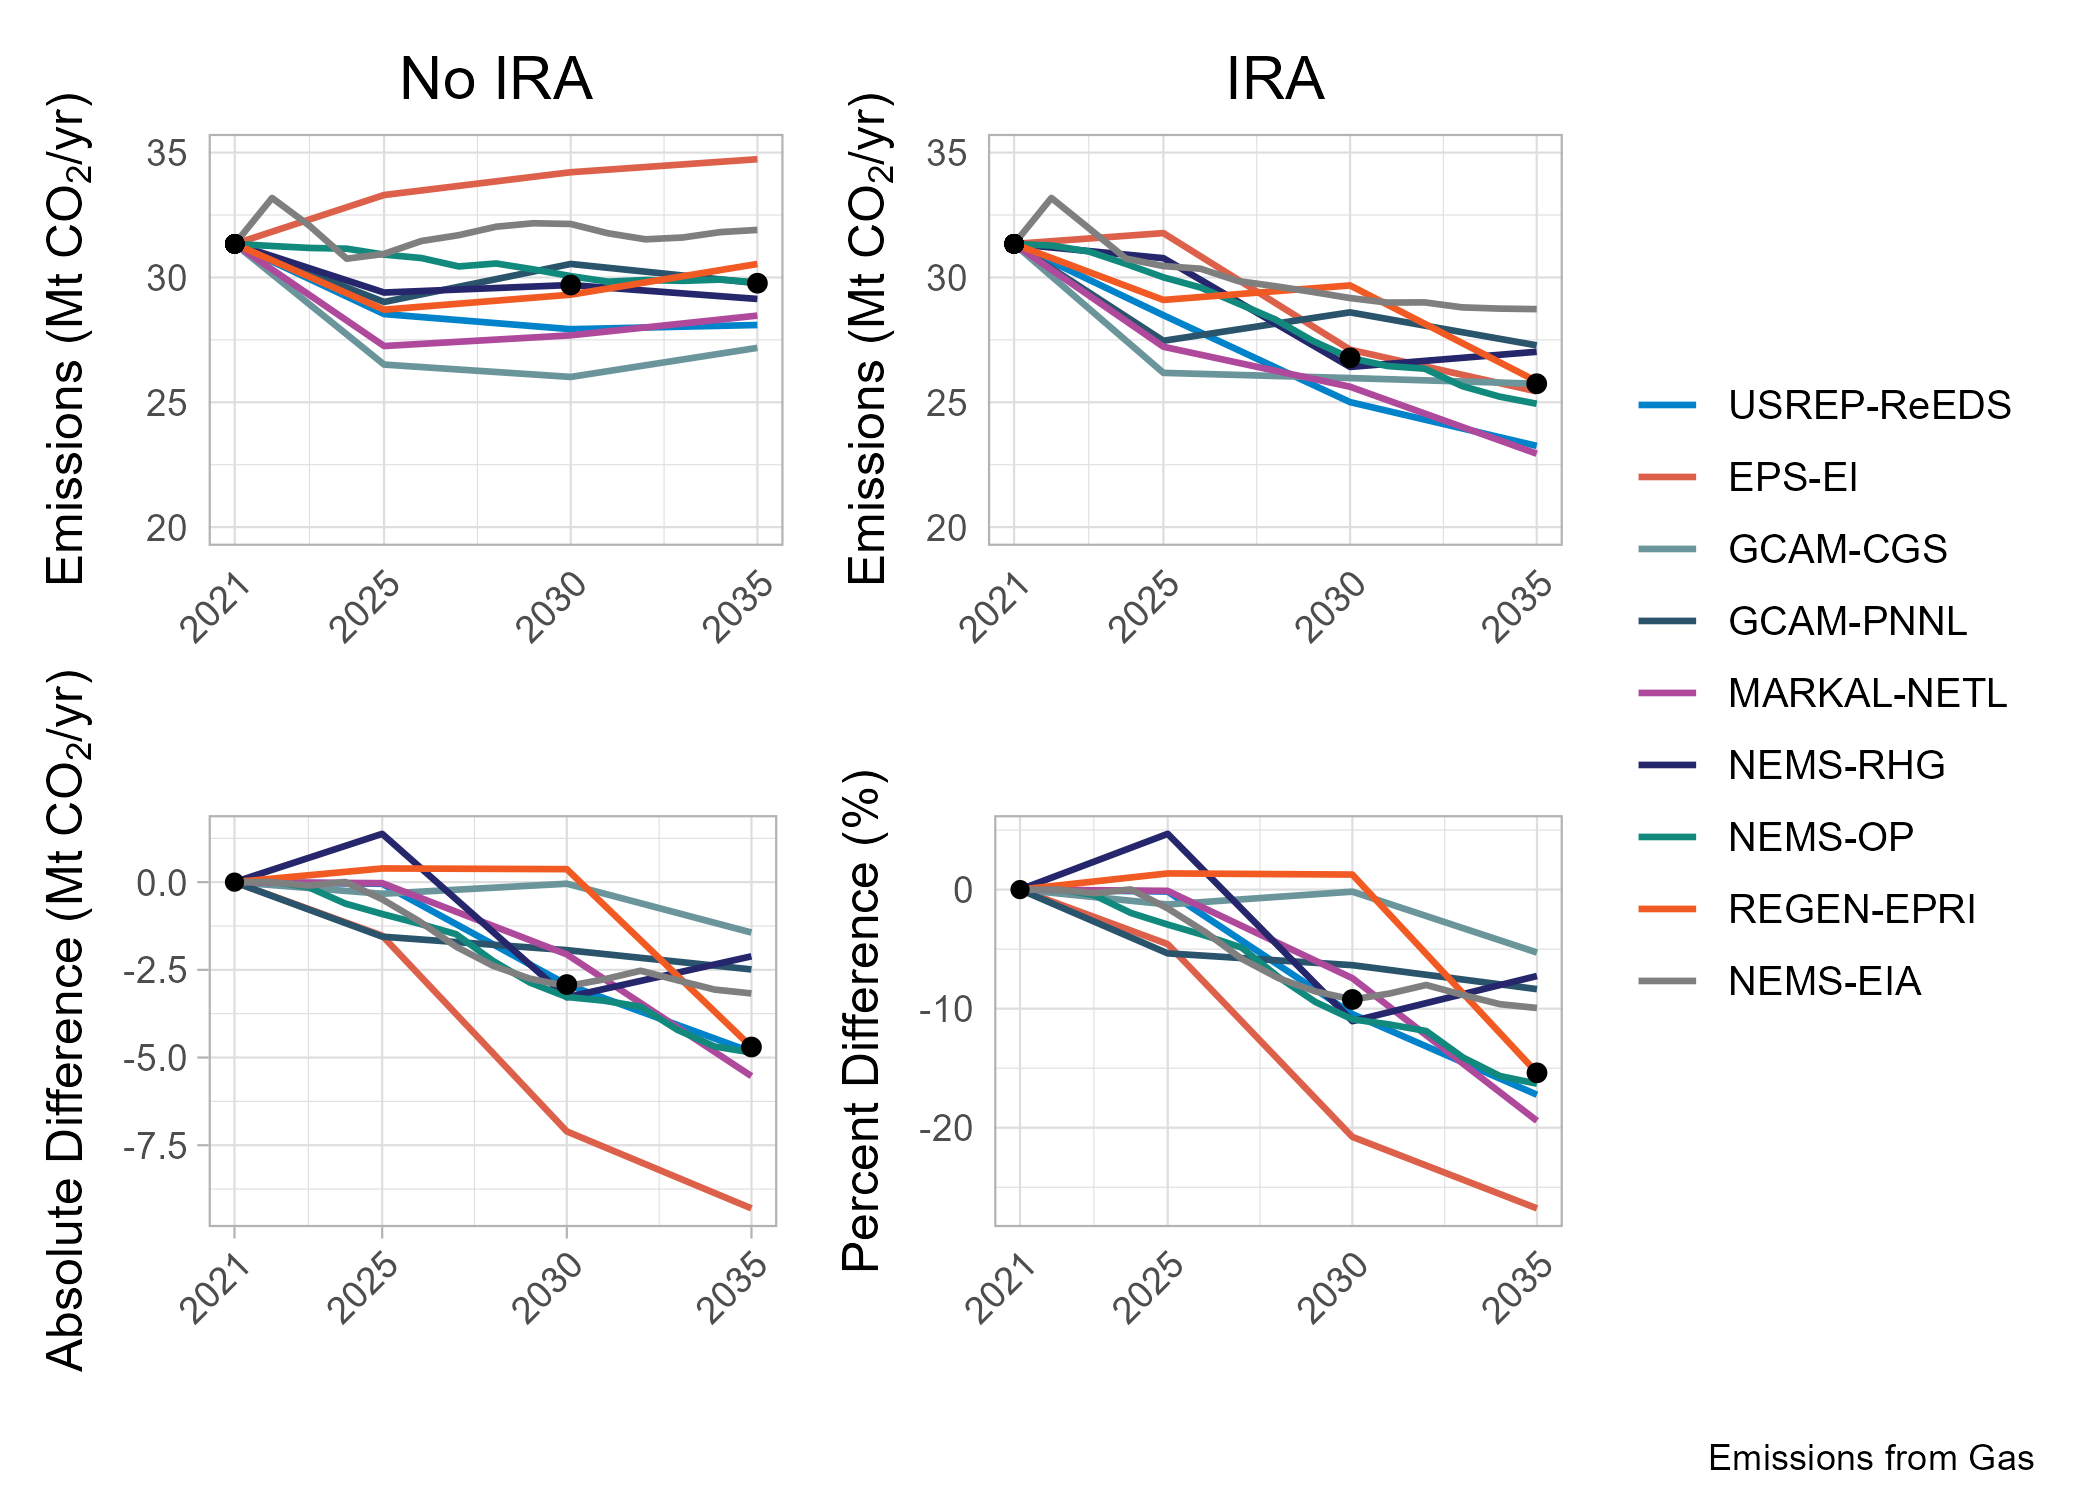 No IRA
IRA
Emissions (Mt CO₂/yr)
35
30
25
20
2021
2025
2030
2035
Emissions (Mt CO₂/yr)
35
30
25
20
2021
2025
2030
2035
Absolute Difference (Mt CO₂/yr)
0.0
-2.5
-5.0
-7.5
2021
2025
2030
2035
Percent Difference (%)
0
-10
-20
2021
2025
2030
2035
USREP-ReEDS
EPS-EI
GCAM-CGS
GCAM-PNNL
MARKAL-NETL
NEMS-RHG
NEMS-OP
REGEN-EPRI
NEMS-EIA
Emissions from Gas